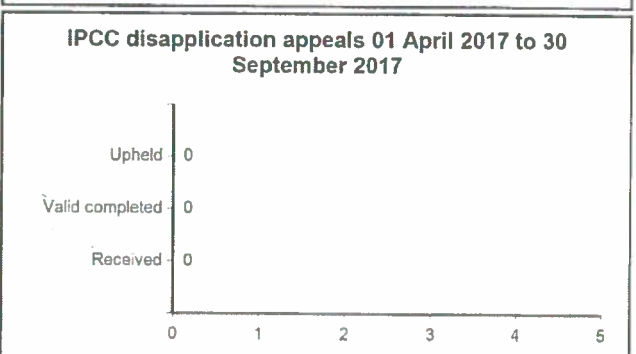 IPCC disapplication appeals 01 April 2017 to 30
September 2017
Upheld 0
Valid completed 0
Received 0
0 1 2 3 4 5